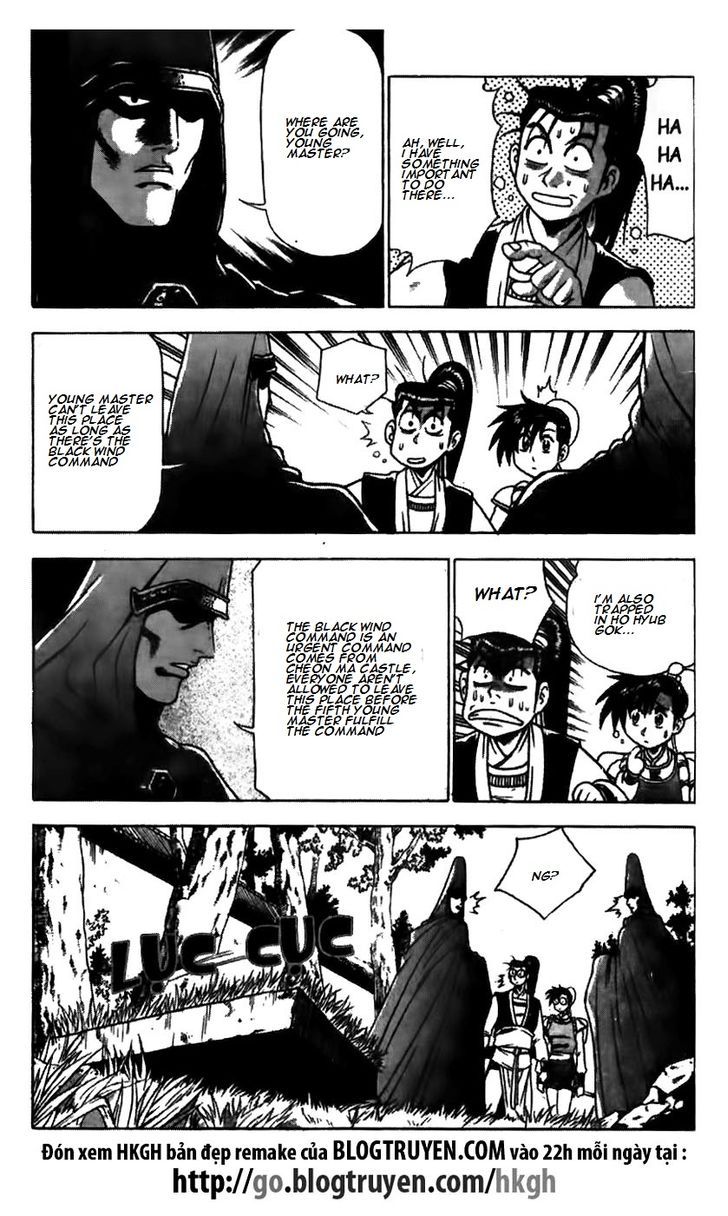 WHERE ARE
YOU GOING,
YOUNG
MASTER?
AH, WELL,
I HAVE
SOMETHING
IMPORTANT
TO DO
THERE...
HA
HA
HA...
YOUNG MASTER
CAN'T LEAVE
THIS PLACE
AS LONG AS
THERE'S THE
BLACK WIND
COMMAND
WHAT?
THE BLACK WIND
COMMAND IS AN
URGENT COMMAND
COMES FROM
CHEON MA CASTLE,
EVERYONE AREN'T
ALLOWED TO LEAVE
THIS PLACE BEFORE
THE FIFTH YOUNG
MASTER FULFILL
THE COMMAND
WHAT?
I'M ALSO
TRAPPED
IN HO HYUB
GOK...
LỤC CỤC
NG?
Đón xem HKGH bản đẹp remake của BLOGTRUYEN.COM vào 22h mỗi ngày tại :
http://go.blogtruyen.com/hkgh